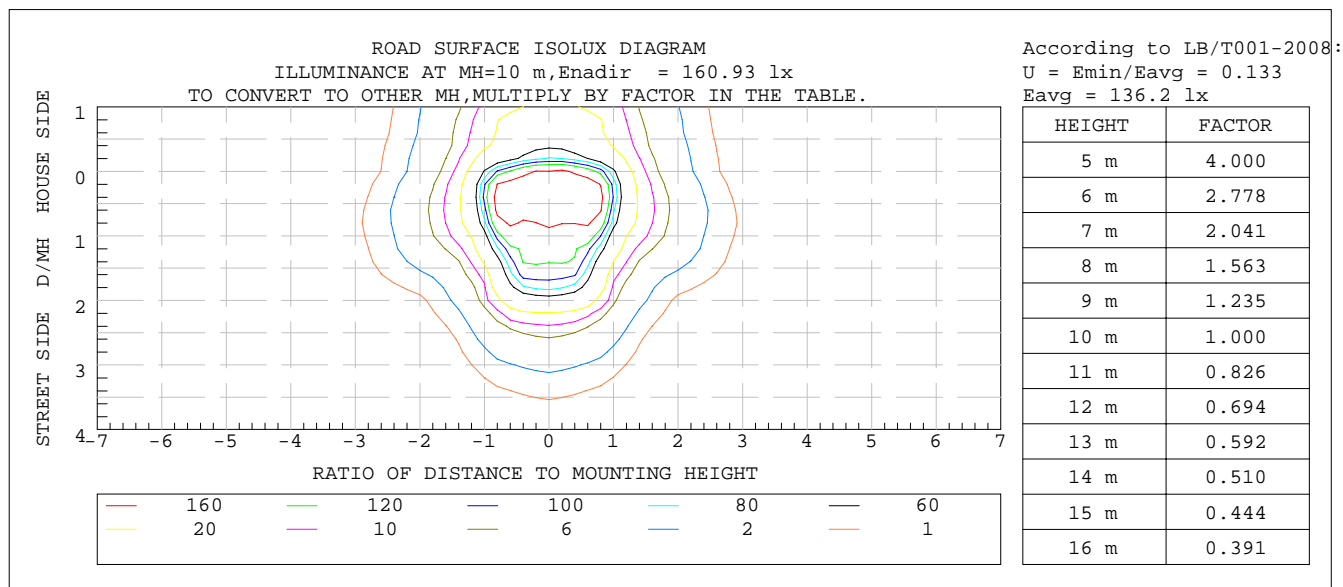 ROAD SURFACE ISOLUX DIAGRAM
ILLUMINANCE AT MH=10 m,Enadir = 160.93 lx
TO CONVERT TO OTHER MH,MULTIPLY BY FACTOR IN THE TABLE.
STREET SIDE D/MH HOUSE SIDE
1
0
1
2
3
4
-7 -6 -5 -4 -3 -2 -1 0 1 2 3 4 5 6 7
RATIO OF DISTANCE TO MOUNTING HEIGHT
160 120 100 80 60
20 10 6 2 1
According to LB/T001-2008:
U = Emin/Eavg = 0.133
Eavg = 136.2 lx
HEIGHT FACTOR
5 m 4.000
6 m 2.778
7 m 2.041
8 m 1.563
9 m 1.235
10 m 1.000
11 m 0.826
12 m 0.694
13 m 0.592
14 m 0.510
15 m 0.444
16 m 0.391